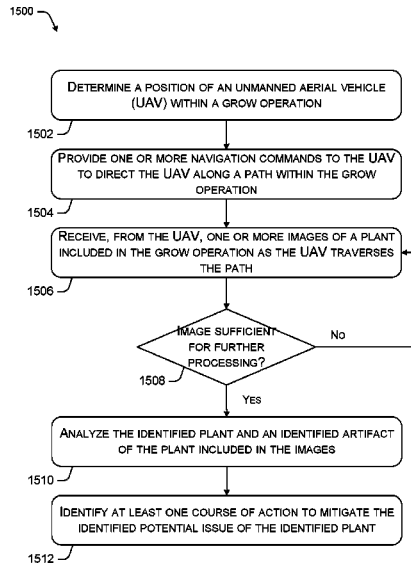 1500
DETERMINE A POSITION OF AN UNMANNED AERIAL VEHICLE
(UAV) WITHIN A GROW OPERATION
1502
PROVIDE ONE OR MORE NAVIGATION COMMANDS TO THE UAV
TO DIRECT THE UAV ALONG A PATH WITHIN THE GROW
OPERATION
1504
RECEIVE, FROM THE UAV, ONE OR MORE IMAGES OF A PLANT
INCLUDED IN THE GROW OPERATION AS THE UAV TRAVERSES
THE PATH
1506
IMAGE SUFFICIENT
FOR FURTHER
PROCESSING?
No
1508
YES
ANALYZE THE IDENTIFIED PLANT AND AN IDENTIFIED ARTIFACT
OF THE PLANT INCLUDED IN THE IMAGES
1510
IDENTIFY AT LEAST ONE COURSE OF ACTION TO MITIGATE THE
IDENTIFIED POTENTIAL ISSUE OF THE IDENTIFIED PLANT
1512